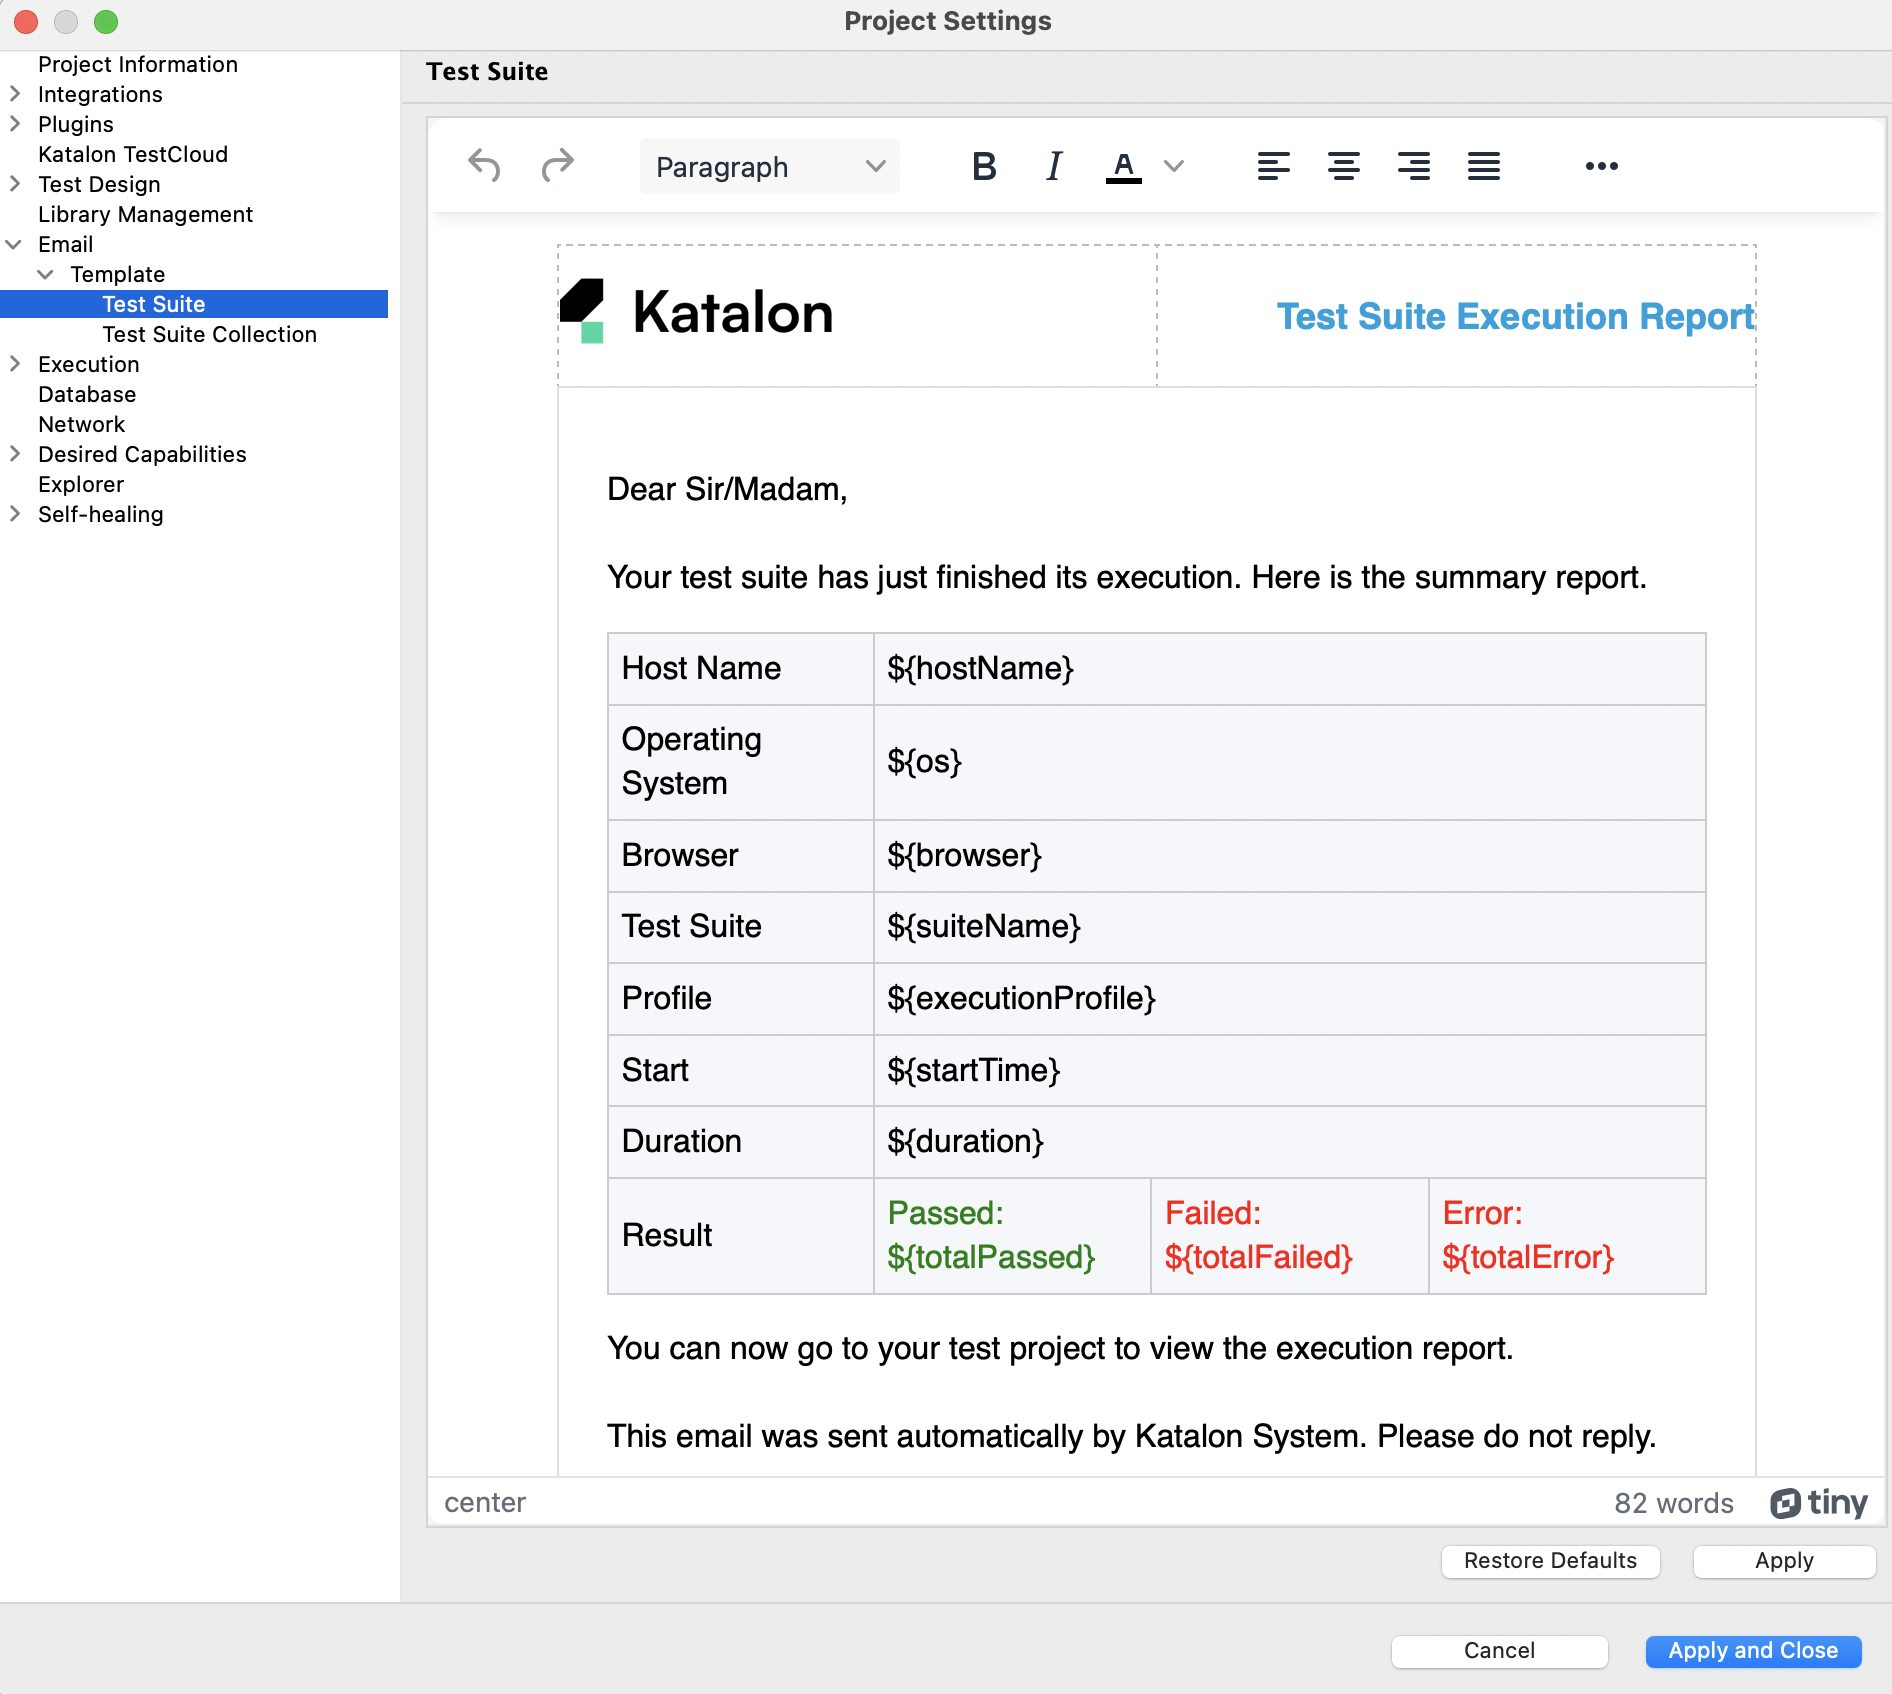 Project Settings
Project Information
Integrations
Plugins
Katalon TestCloud
Test Design
Library Management
Email
Template
Test Suite
Test Suite Collection
Execution
Database
Network
Desired Capabilities
Explorer
Self-healing
Test Suite
Paragraph B I A
Katalon
Test Suite Execution Report
Dear Sir/Madam,
Your test suite has just finished its execution. Here is the summary report.
Host Name ${hostName}
Operating
System
${os}
Browser ${browser}
Test Suite ${suiteName}
Profile ${executionProfile}
Start ${startTime}
Duration ${duration}
Result
Passed:
${totalPassed}
Failed:
${totalFailed}
Error:
${totalError}
You can now go to your test project to view the execution report.
This email was sent automatically by Katalon System. Please do not reply.
center 82 words tiny
Restore Defaults Apply
Cancel Apply and Close